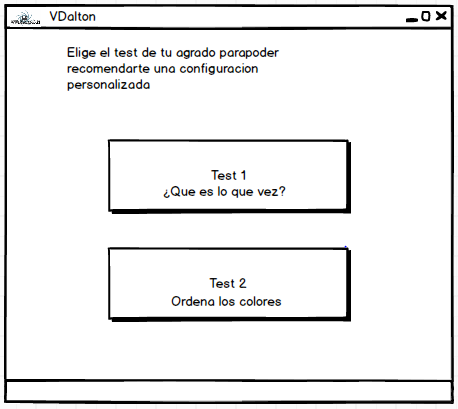 VDalton
Elige el test de tu agrado parapoder
recomendarte una configuracion
personalizada
Test 1
¿Que es lo que vez?
Test 2
Ordena los colores